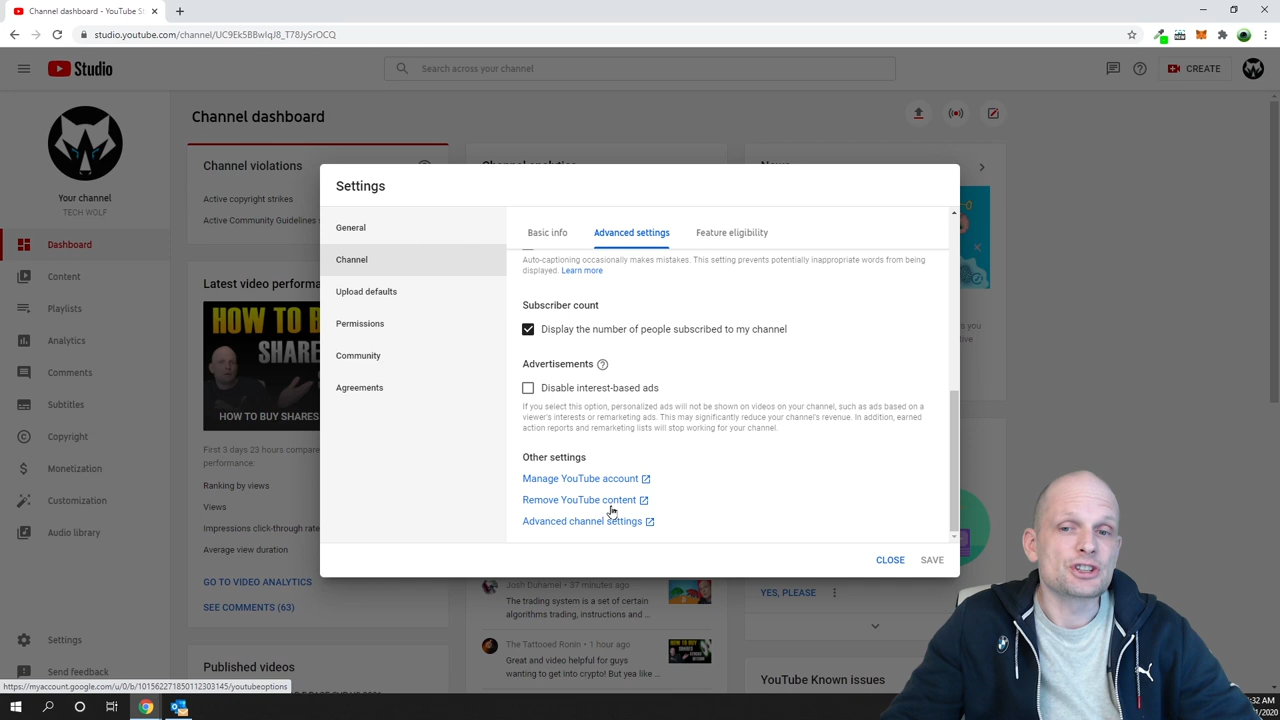 Channel dashboard - YouTube St
studio.youtube.com/channel/
Studio
Search across your channel
CREATE
Your channel
TECH WOLF
Dashboard
Content
Playlists
Analytics
Comments
Subtitles
Copyright
Monetization
Customization
Audio library
Settings
Send feedback
Channel dashboard
Channel violations
Active copyright strikes
Active Community Guidelines s
Latest video performa
HOW TO B
SHARE
HOW TO BUY SHARES
First 3 days 23 hours compare
performance:
Ranking by views
Views
Impressions click-through rate
Average view duration
GO TO VIDEO ANALYTICS
SEE COMMENTS (63)
Published videos
Channel analytics
News
Settings
General
Channel
Upload defaults
Permissions
Community
Agreements
Basic info
Advanced settings
Feature eligibility
Auto-captioning occasionally makes mistakes. This setting prevents potentially inappropriate words from being
displayed. Learn more
Subscriber count
Display the number of people subscribed to my channel
Advertisements
Disable interest-based ads
If you select this option, personalized ads will not be shown on videos on your channel, such as ads based on a
viewer's interests or remarketing ads. This may significantly reduce your channel's revenue. In addition, earned
action reports and remarketing lists will stop working for your channel.
Other settings
Manage YouTube account
Remove YouTube content
Advanced channel settings
CLOSE
SAVE
Josh Duhamel • 37 minutes ago
The trading system is a set of certain
algorithms trading, instructions and ...
The Tattooed Ronin • 1 hour ago
Great and video helpful for guys
wanting to get into crypto! But yea like ...
YES, PLEASE
YouTube Known issues
https://myaccount.google.com/u/0/b/101562271850112303145/youtubeoptions